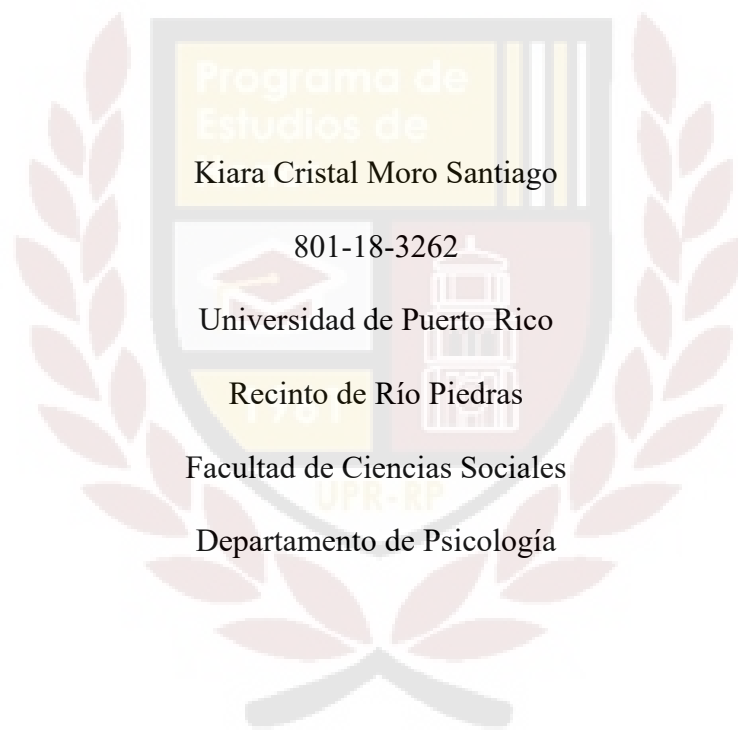 Programa de
Estudios de
Kiara Cristal Moro Santiago
801-18-3262
Universidad de Puerto Rico
Recinto de Río Piedras
1961
Facultad de Ciencias Sociales
UPR-RP
Departamento de Psicología